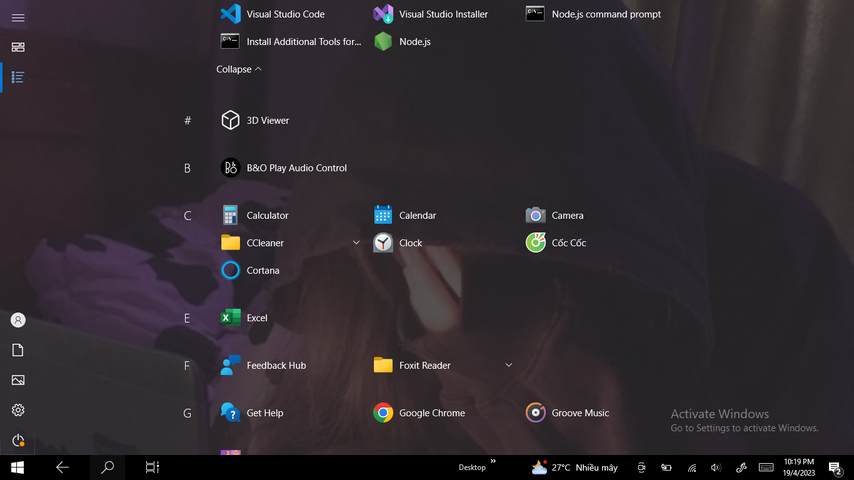 Visual Studio Code
Visual Studio Installer
Node.js command prompt
Install Additional Tools for...
Node.js
Collapse
#
3D Viewer
B
B&O Play Audio Control
C
Calculator
Calendar
Camera
CCleaner
Clock
Cốc Cốc
Cortana
E
Excel
F
Feedback Hub
Foxit Reader
G
Get Help
Google Chrome
Groove Music
Activate Windows
Go to Settings to activate Windows.
Desktop
27°C Nhiều mây
10:19 PM
19/4/2023
2